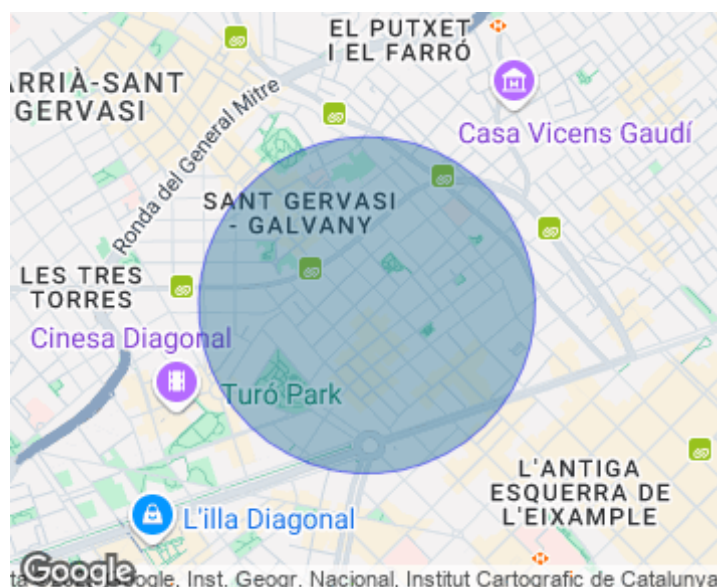 EL PUTXET
I EL FARRÓ
ARRIÀ-SANT
GERVASI
Ronda del General Mitre
Casa Vicens Gaudí
SANT GERVASI
- GALVANY
LES TRES
TORRES
Cinesa Diagonal
Turó Park
L'ANTIGA
ESQUERRA DE
L'EIXAMPLE
L'illa Diagonal
Google
Inst. Geogr. Nacional, Institut Cartogràfic de Catalunya